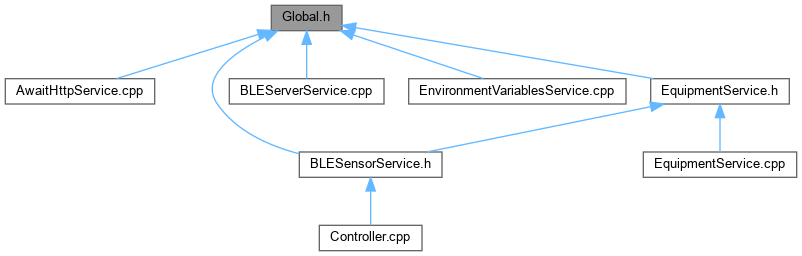 Global.h
AwaitHttpService.cpp
BLEServerService.cpp
EnvironmentVariablesService.cpp
EquipmentService.h
BLESensorService.h
EquipmentService.cpp
Controller.cpp